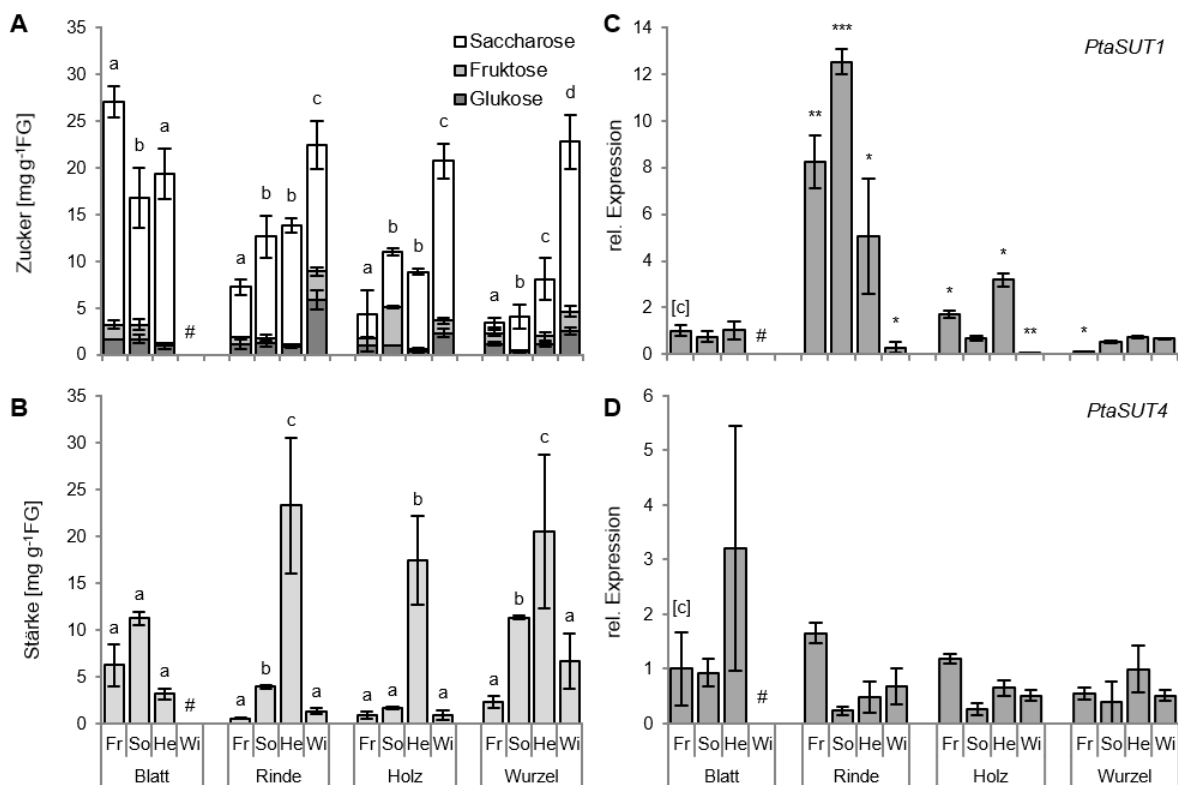 A
Zucker [mg g⁻¹FG]
35
30
25
20
15
10
5
0
Saccharose
Fruktose
Glukose
a
b
a
#
a
b
b
c
a
b
b
c
a
b
c
d
C
PtaSUT1
rel. Expression
14
12
10
8
6
4
2
0
[c]
#
**
***
*
*
*
*
**
*
B
Stärke [mg g⁻¹FG]
35
30
25
20
15
10
5
0
a
a
a
#
a
b
c
a
a
a
b
a
a
b
c
a
Fr So He Wi Fr So He Wi Fr So He Wi Fr So He Wi
Blatt Rinde Holz Wurzel
D
PtaSUT4
rel. Expression
6
5
4
3
2
1
0
[c]
#
Fr So He Wi Fr So He Wi Fr So He Wi Fr So He Wi
Blatt Rinde Holz Wurzel